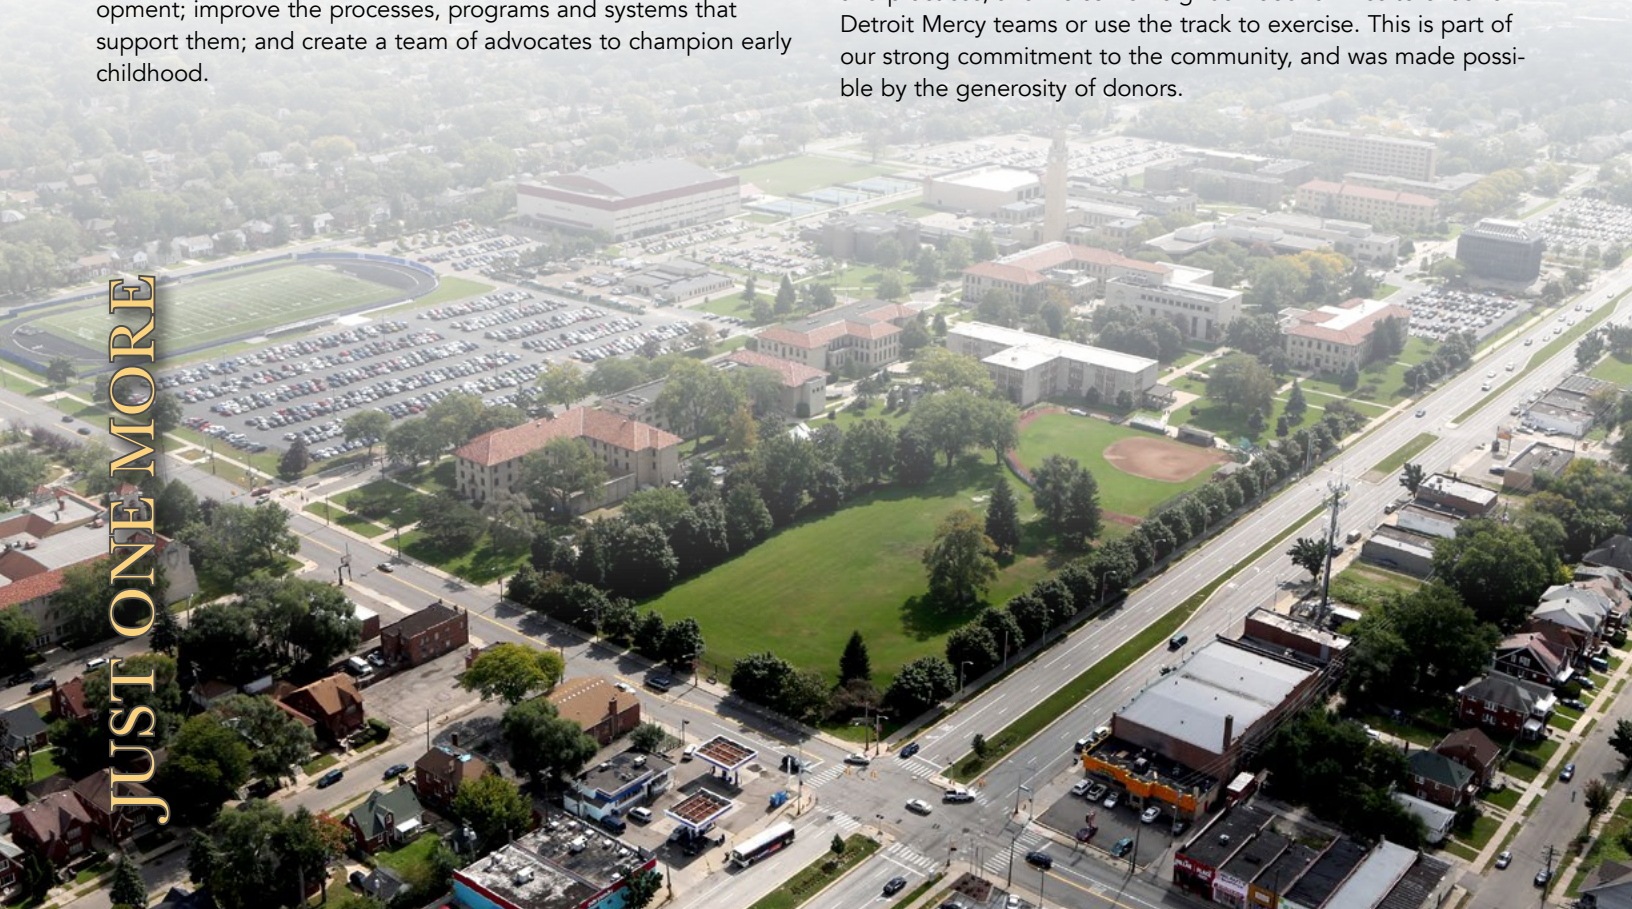 opment; improve the processes, programs and systems that
support them; and create a team of advocates to champion early
childhood.
Detroit Mercy teams or use the track to exercise. This is part of
our strong commitment to the community, and was made possi-
ble by the generosity of donors.
JUST ONE MORE